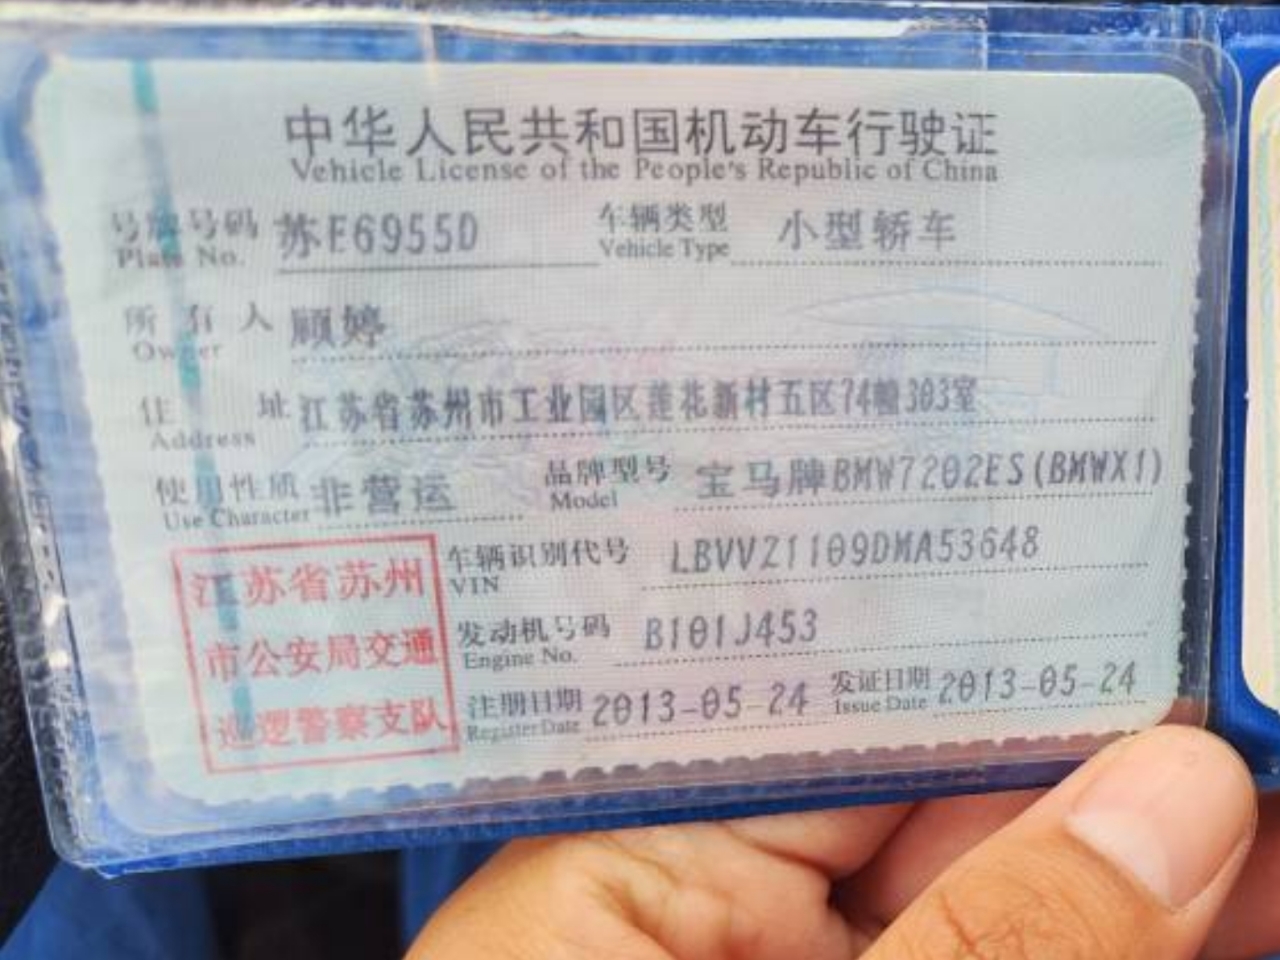 中华人民共和国机动车行驶证
Vehicle License of the People's Republic of China
号牌号码 苏E6955D 车辆类型 小型轿车
Plate No. Vehicle Type
所有人 顾婷
Owner
住址 江苏省苏州市工业园区莲花新村五区74幢303室
Address
使用性质 非营运 品牌型号 宝马牌BMW7202ES(BMWX1)
Use Character Model
江苏省苏州
市公安局交通
巡逻警察支队
车辆识别代号 LBVVZ1109DMA53648
VIN
发动机号码 B101J453
Engine No.
注册日期 2013-05-24 发证日期 2013-05-24
Register Date Issue Date